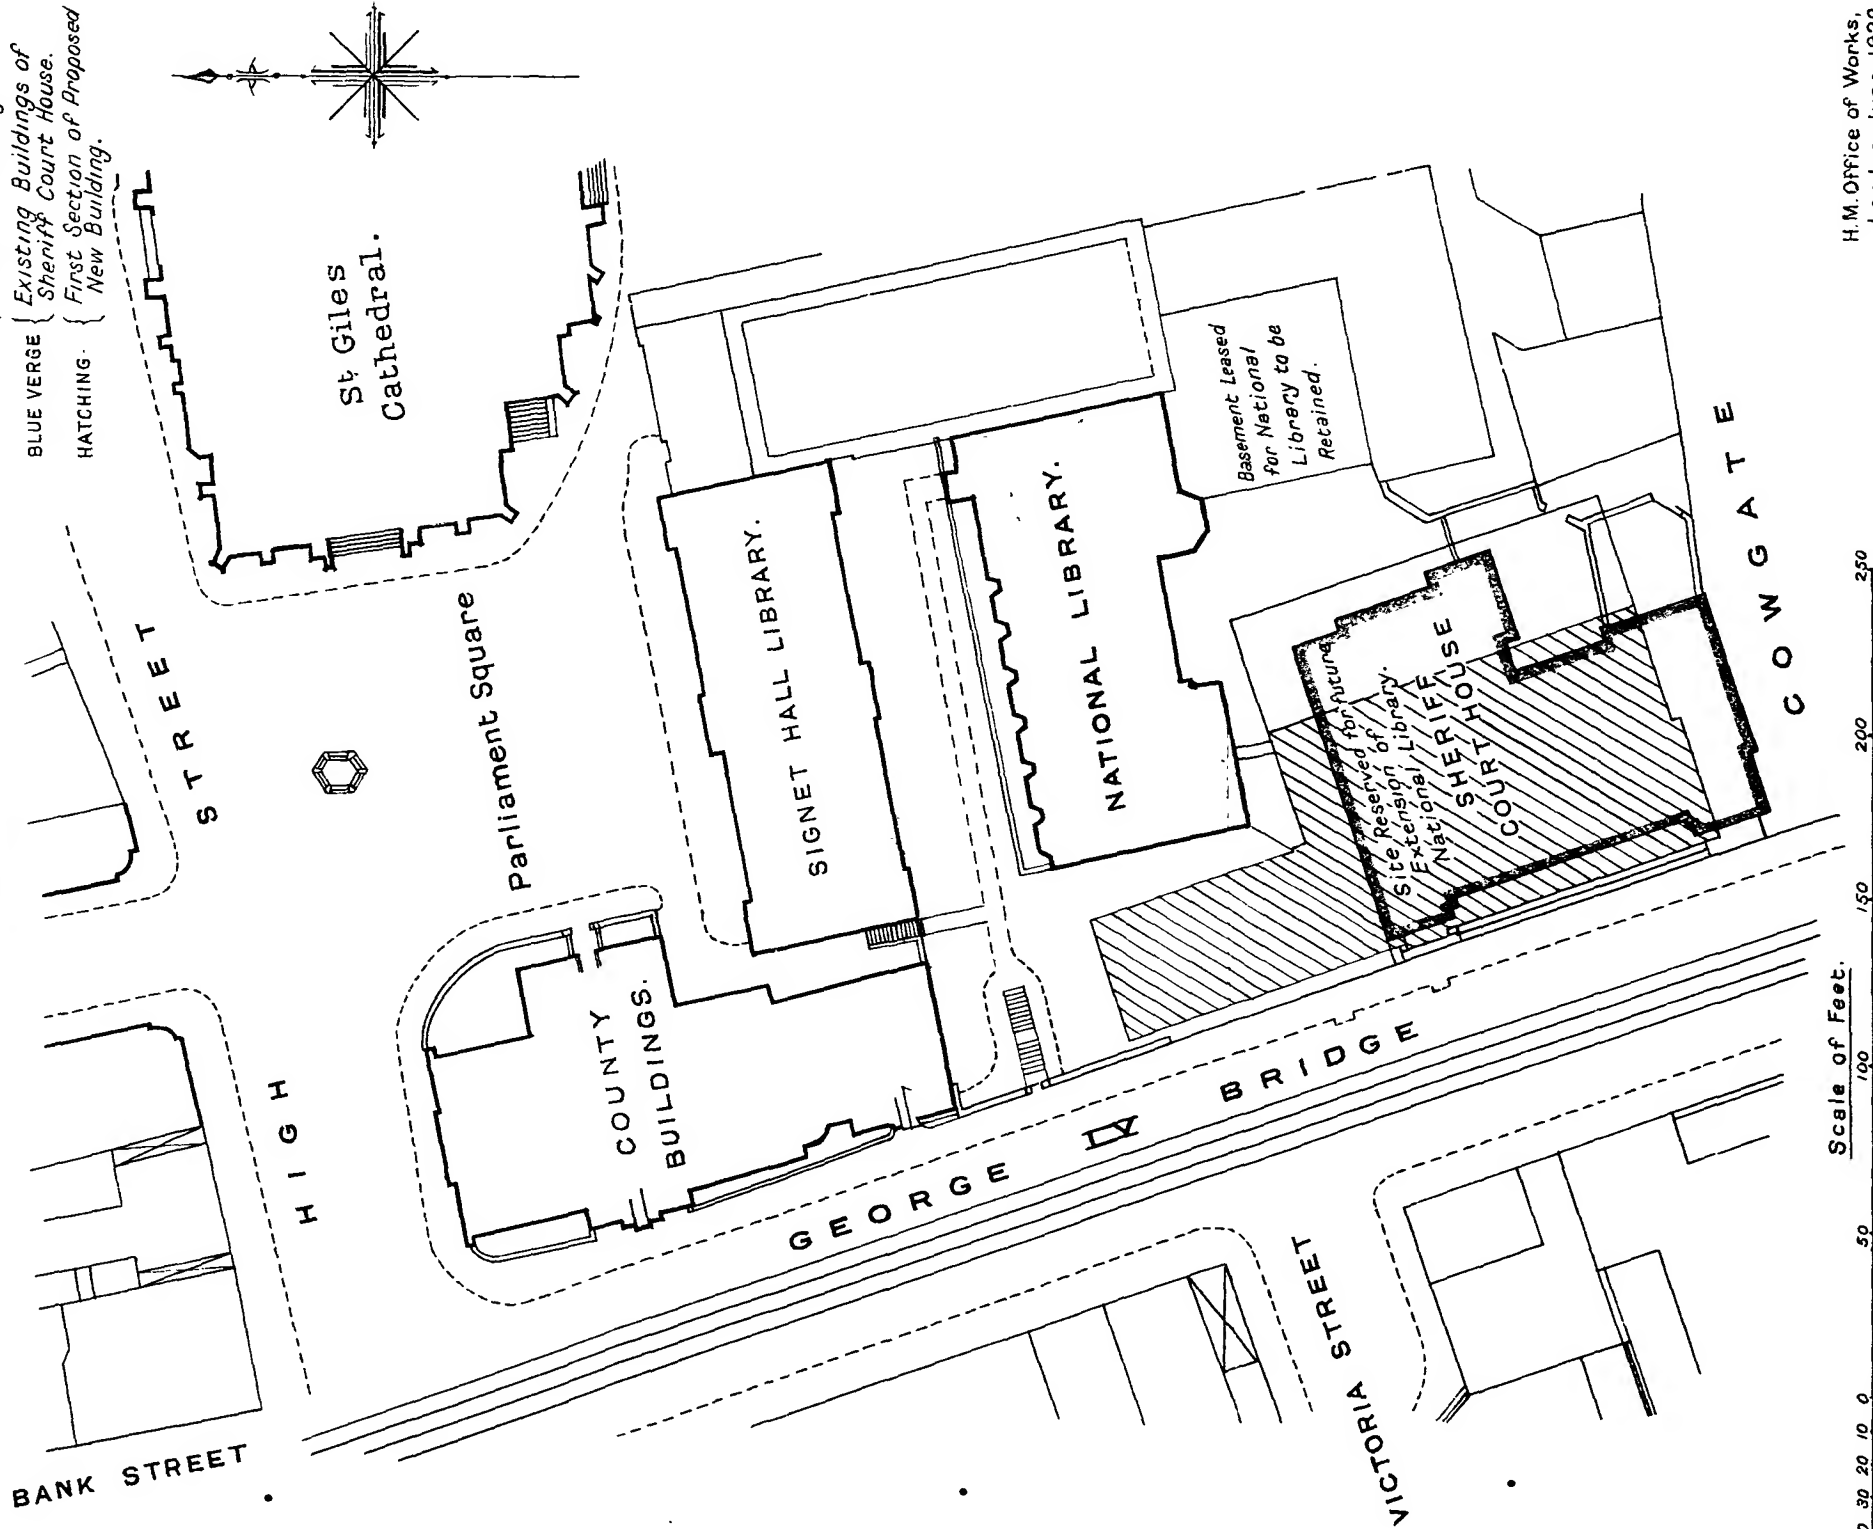 BLUE VERGE { Existing Buildings of
Sheriff Court House.
HATCHING. { First Section of Proposed
New Building.
BANK STREET
HIGH STREET
St. Giles
Cathedral.
Parliament Square
COUNTY
BUILDINGS.
SIGNET HALL LIBRARY.
NATIONAL LIBRARY.
Basement Leased
for National
Library to be
Retained.
GEORGE IV BRIDGE
VICTORIA STREET
Site Reserved for future
Extension of
National Library.
SHERIFF
COURT HOUSE
COWGATE
Scale of Feet.
30 20 10 0 50 100 150 200 250
H.M. Office of Works,